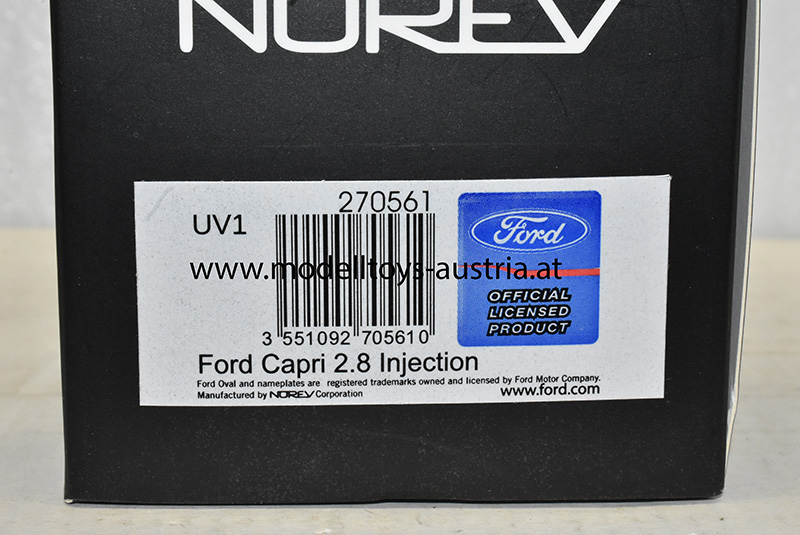 NOREV
270561
UV1
Ford
www.modelltoys-austria.at
OFFICIAL
LICENSED
PRODUCT
3 551092 705610
Ford Capri 2.8 Injection
Ford Oval and nameplates are registered trademarks owned and licensed by Ford Motor Company.
Manufactured by NOREV Corporation www.ford.com